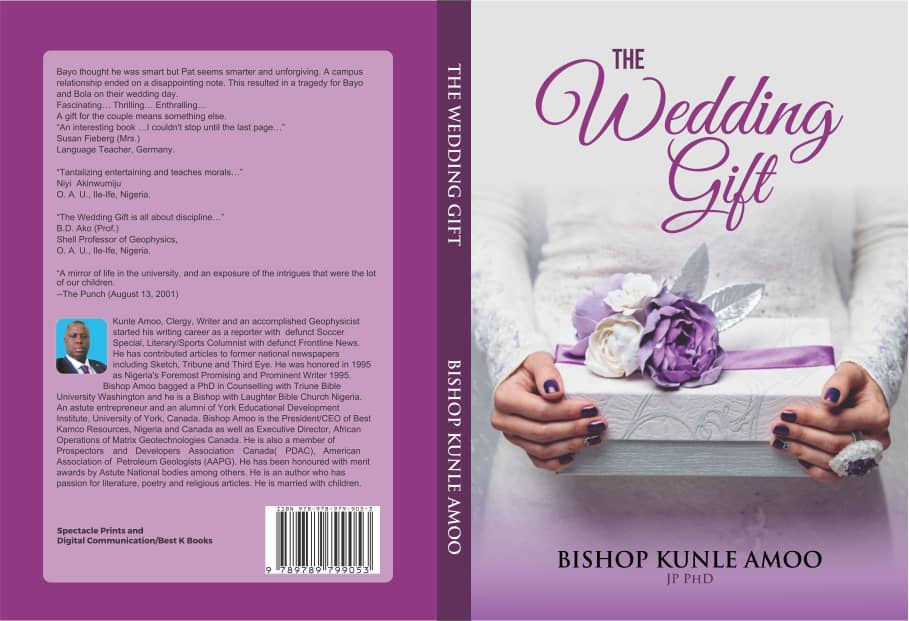 Bayo thought he was smart but Pat seems smarter and unforgiving. A campus
relationship ended on a disappointing note. This resulted in a tragedy for Bayo
and Bola on their wedding day.
Fascinating… Thrilling… Enthralling…
A gift for the couple means something else.
“An interesting book …I couldn't stop until the last page…”
Susan Fieberg (Mrs.)
Language Teacher, Germany.
“Tantalizing entertaining and teaches morals…”
Niyi Akinwumiju
O. A. U., Ile-Ife, Nigeria.
“The Wedding Gift is all about discipline…”
B.D. Ako (Prof.)
Shell Professor of Geophysics,
O. A. U., Ile-Ife, Nigeria.
“A mirror of life in the university, and an exposure of the intrigues that were the lot
of our children.
--The Punch (August 13, 2001)
Kunle Amoo, Clergy, Writer and an accomplished Geophysicist
started his writing career as a reporter with defunct Soccer
Special, Literary/Sports Columnist with defunct Frontline News.
He has contributed articles to former national newspapers
including Sketch, Tribune and Third Eye. He was honored in 1995
as Nigeria's Foremost Promising and Prominent Writer 1995.
Bishop Amoo bagged a PhD in Counselling with Triune Bible
University Washington and he is a Bishop with Laughter Bible Church Nigeria.
An astute entrepreneur and an alumni of York Educational Development
Institute, University of York, Canada. Bishop Amoo is the President/CEO of Best
Kamco Resources, Nigeria and Canada as well as Executive Director, African
Operations of Matrix Geotechnologies Canada. He is also a member of
Prospectors and Developers Association Canada( PDAC), American
Association of Petroleum Geologists (AAPG). He has been honoured with merit
awards by Astute National bodies among others. He is an author who has
passion for literature, poetry and religious articles. He is married with children.
Spectacle Prints and
Digital Communication/Best K Books
ISBN 978-978-979-905-3
9 789789 799053
THE WEDDING GIFT
BISHOP KUNLE AMOO
THE
Wedding
Gift
BISHOP KUNLE AMOO
JP PHD